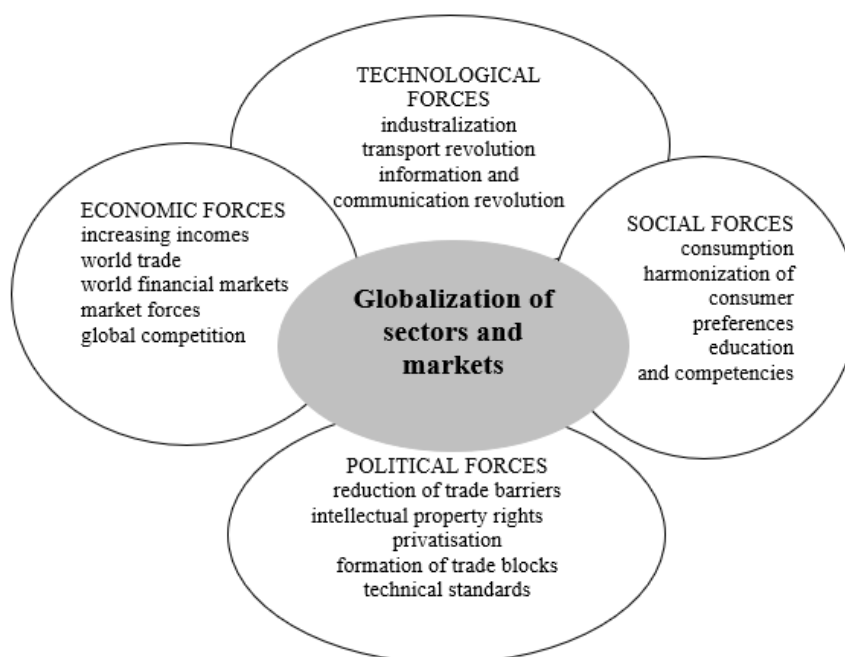 TECHNOLOGICAL
FORCES
industralization
transport revolution
information and
communication revolution
ECONOMIC FORCES
increasing incomes
world trade
world financial markets
market forces
global competition
SOCIAL FORCES
consumption
harmonization of
consumer
preferences
education
and competencies
Globalization of
sectors and
markets
POLITICAL FORCES
reduction of trade barriers
intellectual property rights
privatisation
formation of trade blocks
technical standards